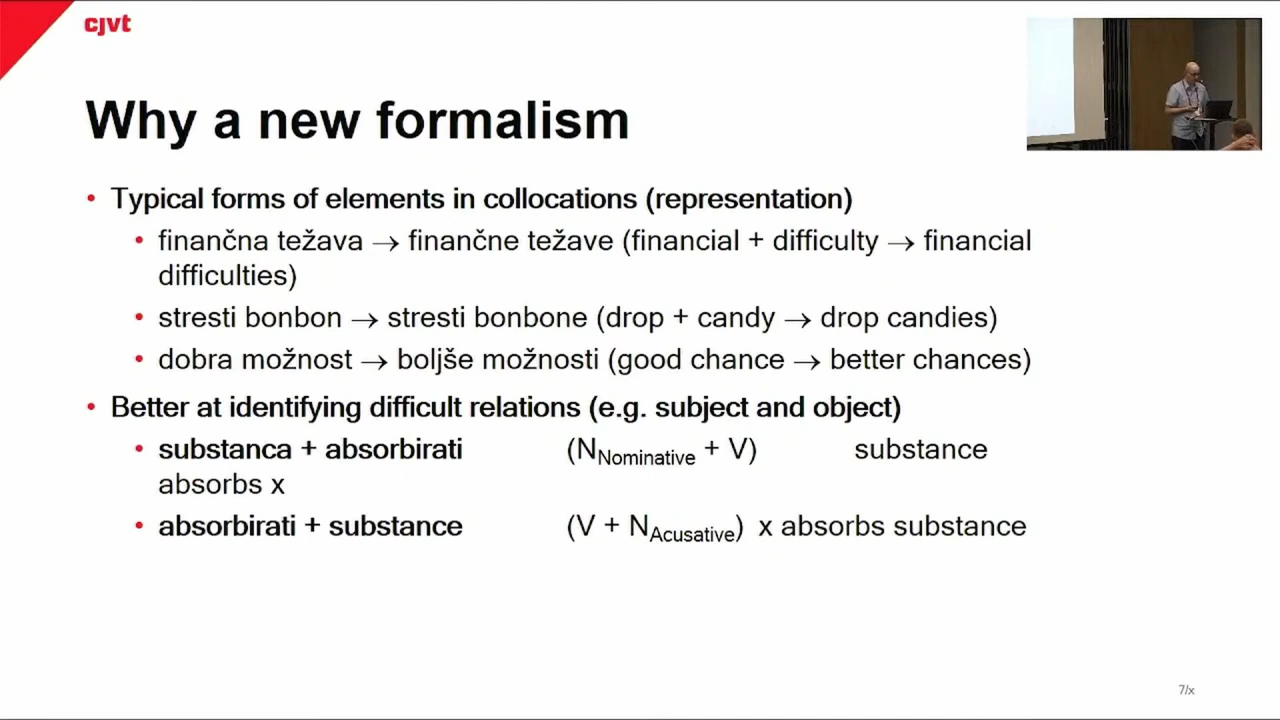 cjvt
Why a new formalism
• Typical forms of elements in collocations (representation)
• finančna težava → finančne težave (financial + difficulty → financial
difficulties)
• stresti bonbon → stresti bonbone (drop + candy → drop candies)
• dobra možnost → boljše možnosti (good chance → better chances)
• Better at identifying difficult relations (e.g. subject and object)
• substanca + absorbirati (NNominative + V) substance
absorbs x
• absorbirati + substance (V + NAcusative) x absorbs substance
7/x